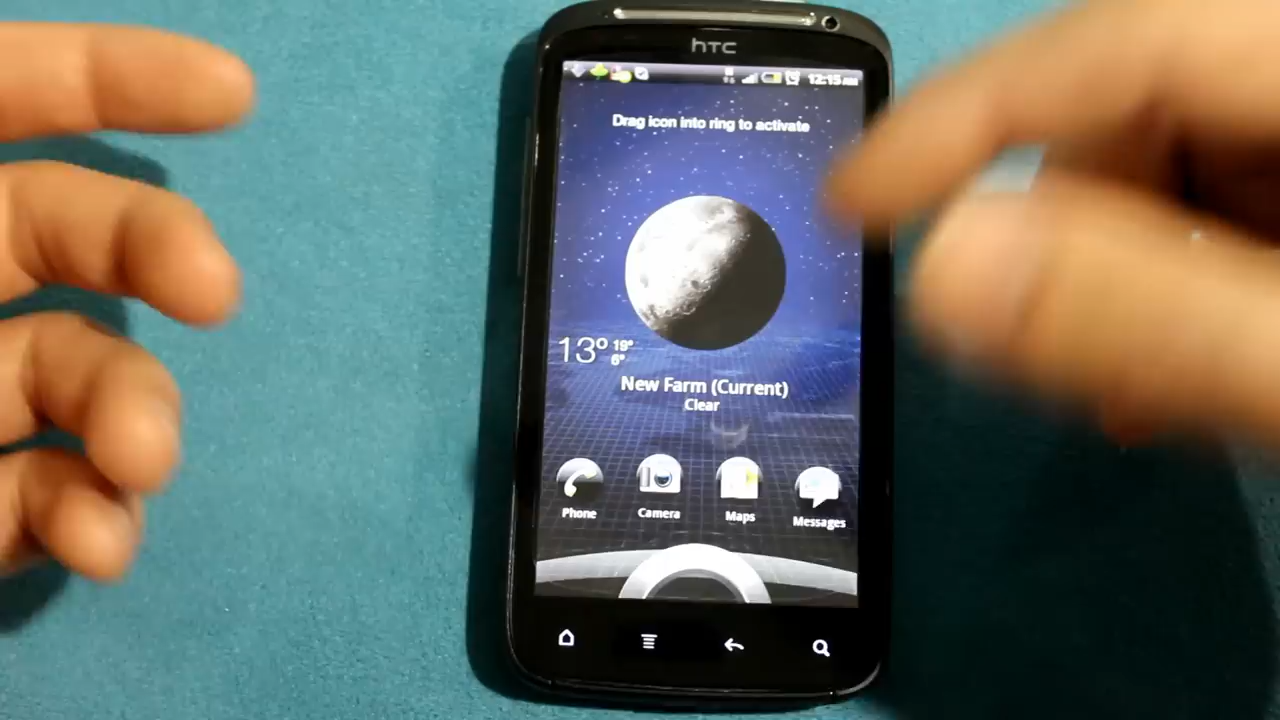 hTC
12:15 AM
Drag icon into ring to activate
13° 19°
6°
New Farm (Current)
Clear
Phone Camera Maps Messages